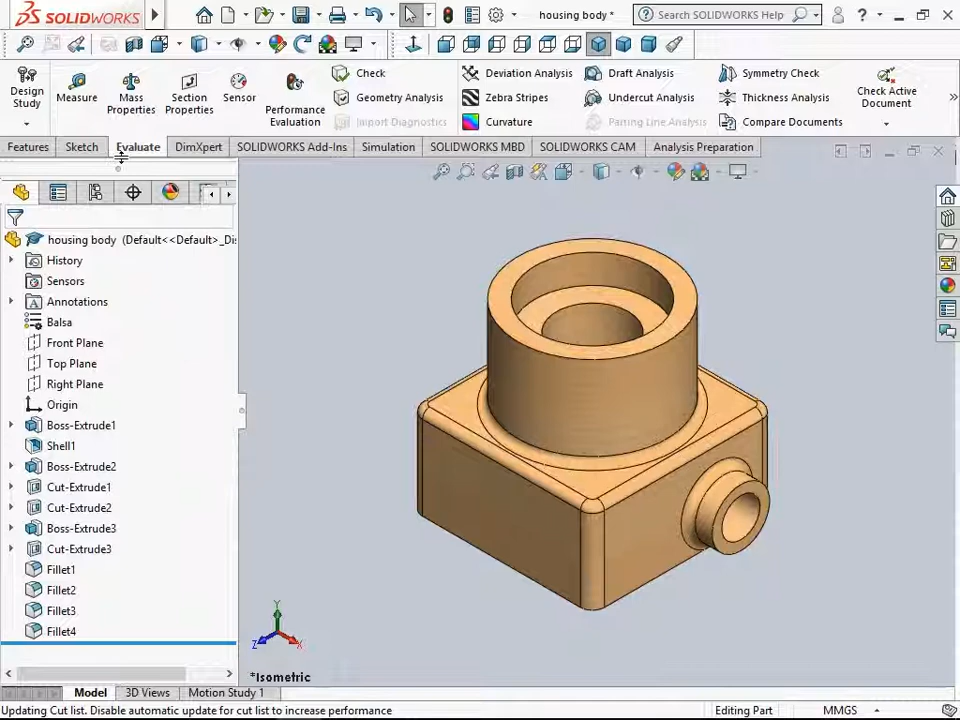 SOLIDWORKS
housing body *
Search SOLIDWORKS Help
Design Study
Measure
Mass Properties
Section Properties
Sensor
Performance Evaluation
Check
Geometry Analysis
Import Diagnostics
Deviation Analysis
Zebra Stripes
Curvature
Draft Analysis
Undercut Analysis
Parting Line Analysis
Symmetry Check
Thickness Analysis
Compare Documents
Check Active Document
Features
Sketch
Evaluate
DimXpert
SOLIDWORKS Add-Ins
Simulation
SOLIDWORKS MBD
SOLIDWORKS CAM
Analysis Preparation
housing body (Default<<Default>_Di
History
Sensors
Annotations
Balsa
Front Plane
Top Plane
Right Plane
Origin
Boss-Extrude1
Shell1
Boss-Extrude2
Cut-Extrude1
Cut-Extrude2
Boss-Extrude3
Cut-Extrude3
Fillet1
Fillet2
Fillet3
Fillet4
Y
Z
X
*Isometric
Model
3D Views
Motion Study 1
Updating Cut list. Disable automatic update for cut list to increase performance
Editing Part
MMGS